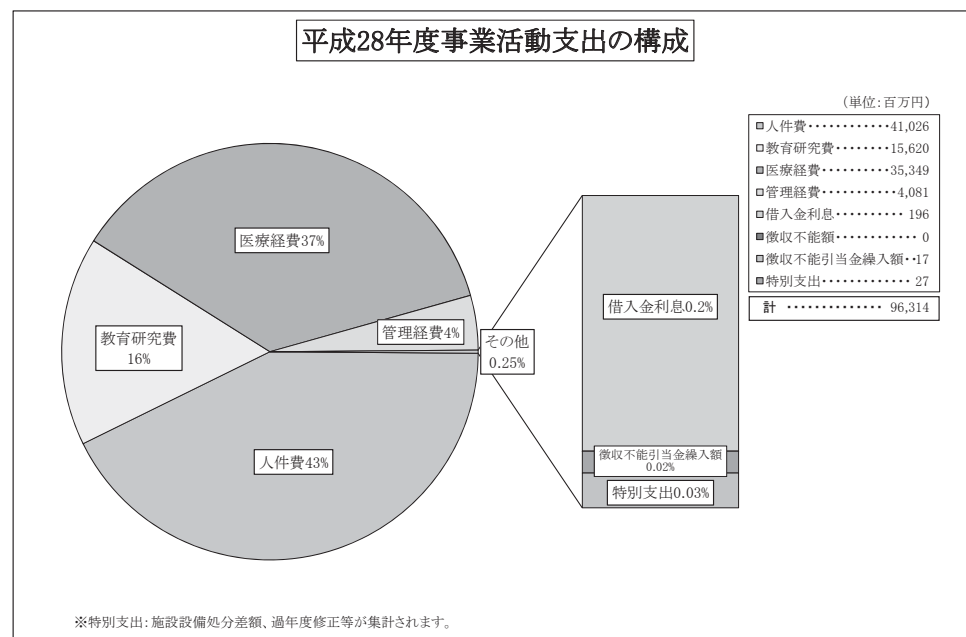 平成28年度事業活動支出の構成
（単位：百万円）
人件費・・・・・・・・・・・・41,026
教育研究費・・・・・・・・・15,620
医療経費・・・・・・・・・・35,349
管理経費・・・・・・・・・・・4,081
借入金利息・・・・・・・・・・ 196
徴収不能額・・・・・・・・・・・・ 0
徴収不能引当金繰入額・・17
特別支出・・・・・・・・・・・・・ 27
計 ・・・・・・・・・・・・ 96,314
医療経費37%
教育研究費
16%
管理経費4%
その他
0.25%
人件費43%
借入金利息0.2%
徴収不能引当金繰入額
0.02%
特別支出0.03%
※特別支出：施設設備処分差額、過年度修正等が集計されます。